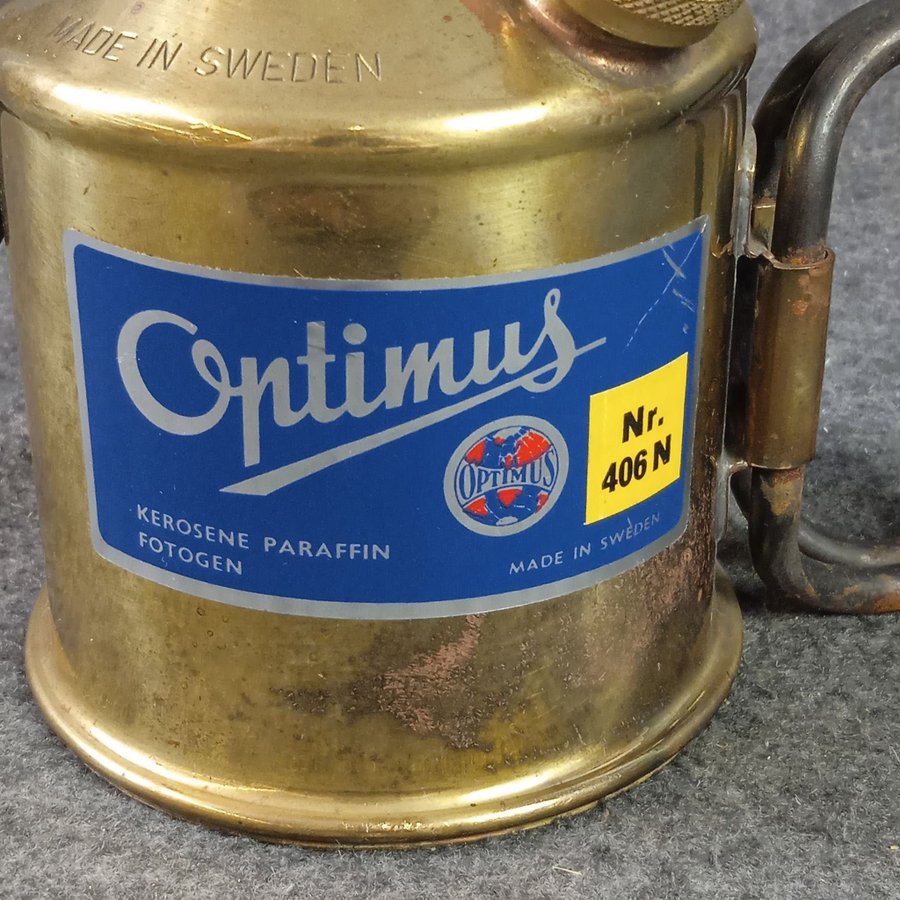 MADE IN SWEDEN
Optimus
Nr.
406 N
OPTIMUS
KEROSENE PARAFFIN
FOTOGEN
MADE IN SWEDEN